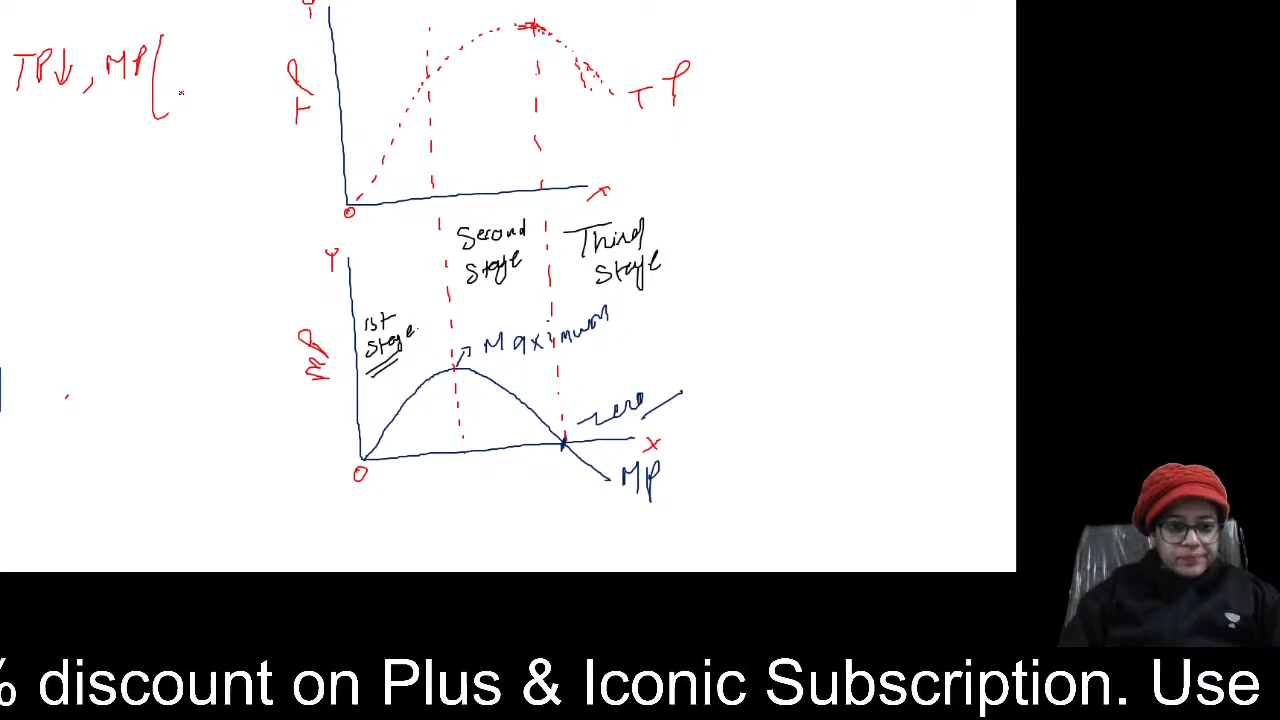 Y
TP↓, MP(
TP
TP
O
X
Second
Stage
Third
Stage
Y
1st
Stage
Maximum
MP
Zero
X
MP
O
% discount on Plus & Iconic Subscription. Use